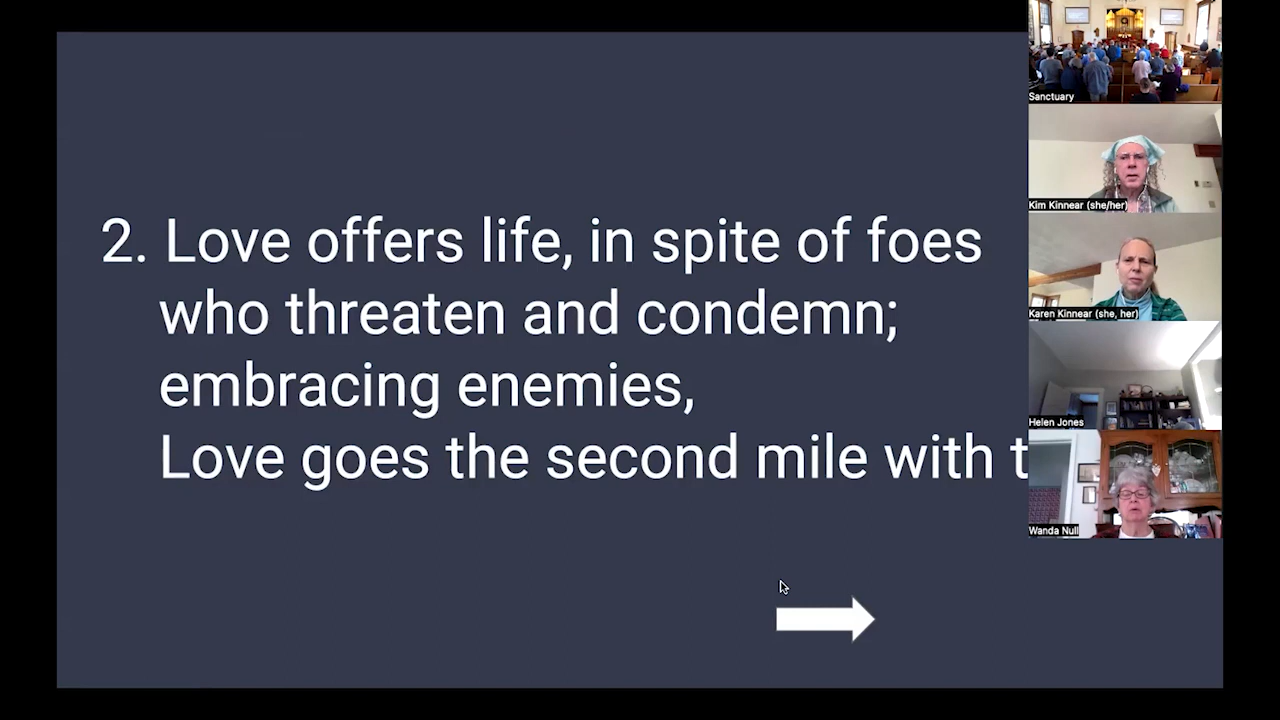 2. Love offers life, in spite of foes
who threaten and condemn;
embracing enemies,
Love goes the second mile with t
Sanctuary
Kim Kinnear (she/her)
Karen Kinnear (she, her)
Helen Jones
Wanda Null